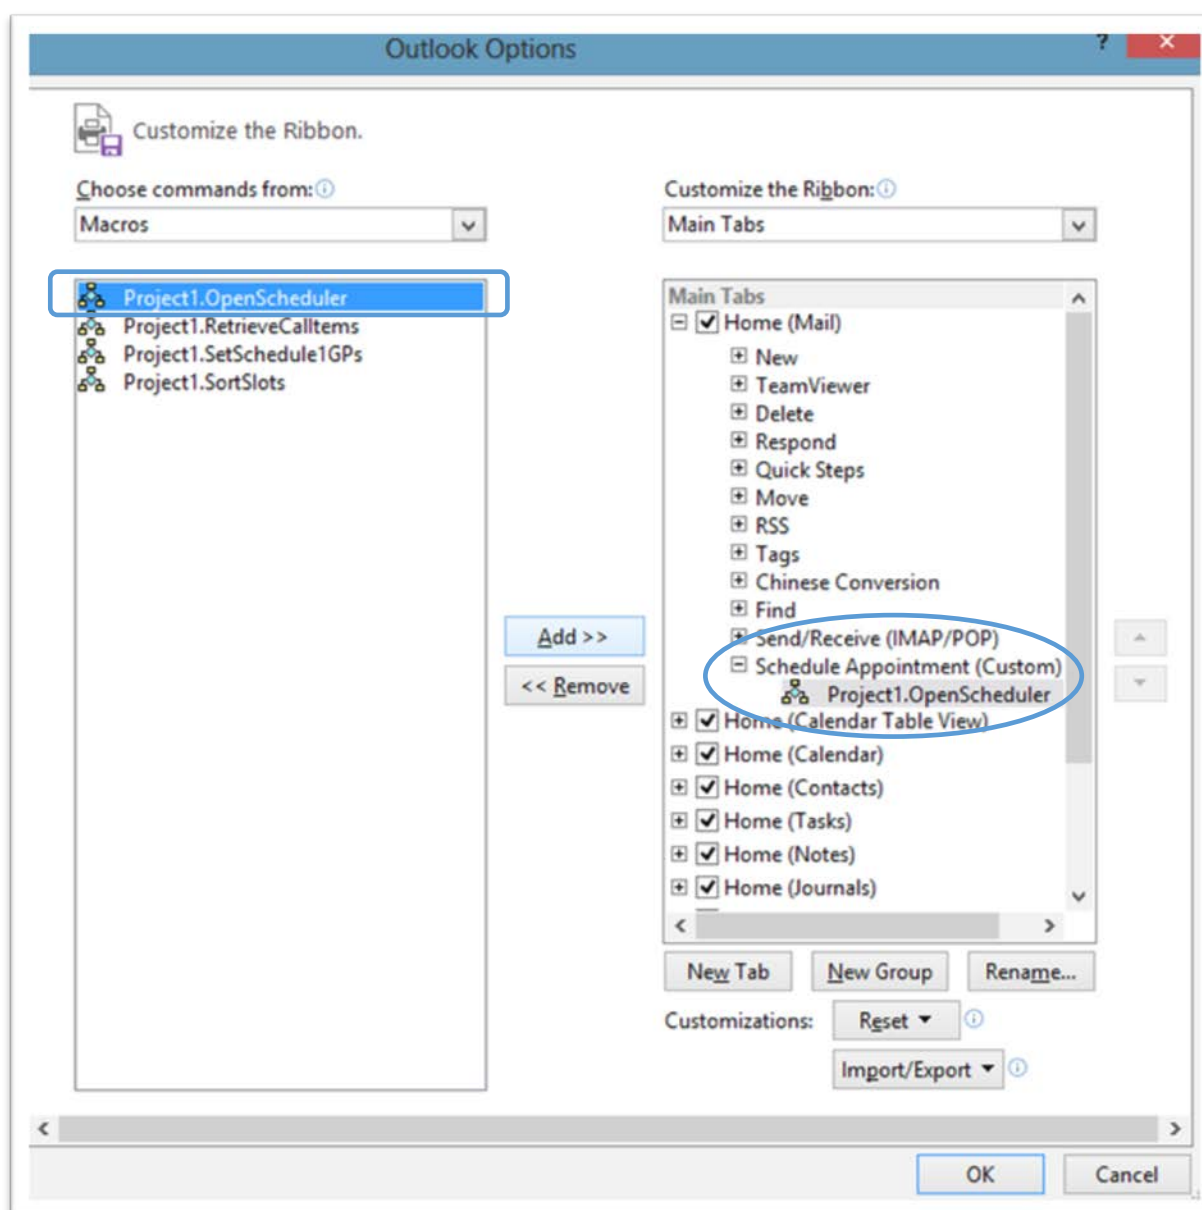 Outlook Options
?
Customize the Ribbon.
Choose commands from:
Macros
Project1.OpenScheduler
Project1.RetrieveCalItems
Project1.SetSchedule1GPs
Project1.SortSlots
Add >>
<< Remove
Customize the Ribbon:
Main Tabs
Main Tabs
Home (Mail)
New
TeamViewer
Delete
Respond
Quick Steps
Move
RSS
Tags
Chinese Conversion
Find
Send/Receive (IMAP/POP)
Schedule Appointment (Custom)
Project1.OpenScheduler
Home (Calendar Table View)
Home (Calendar)
Home (Contacts)
Home (Tasks)
Home (Notes)
Home (Journals)
New Tab
New Group
Rename...
Customizations:
Reset
Import/Export
OK
Cancel